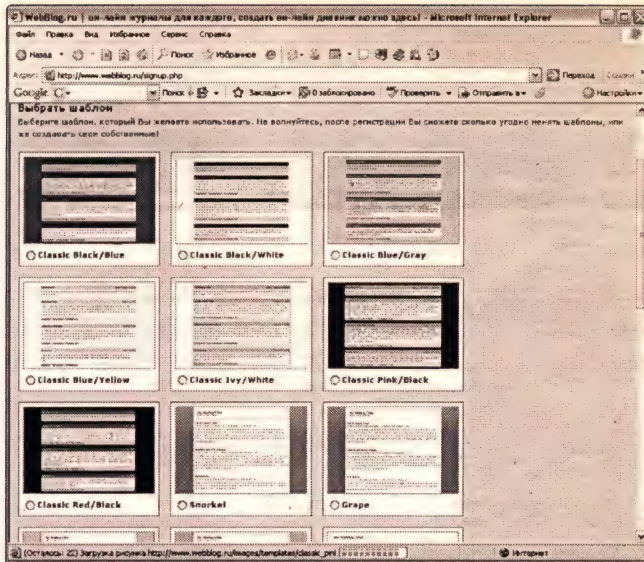 WebBlog.ru | он-лайн журналы для каждого, создать он-лайн дневник можно здесь! - Microsoft Internet Explorer
Файл Правка Вид Избранное Сервис Справка
Назад Поиск Избранное
Адрес: http://www.webblog.ru/signup.php Переход Ссылки
Google Поиск Закладки 0 заблокировано Проверить Отправить в Настройки
Выбрать шаблон
Выберите шаблон, который Вы желаете использовать. Не волнуйтесь, после регистрации Вы сможете сколько угодно менять шаблоны, или
же создавать свои собственные!
Classic Black/Blue Classic Black/White Classic Blue/Gray
Classic Blue/Yellow Classic Ivy/White Classic Pink/Black
Classic Red/Black Snorkel Grape
(Осталось: 22) Загрузка рисунка http://www.webblog.ru/images/templates/classic_pin Интернет